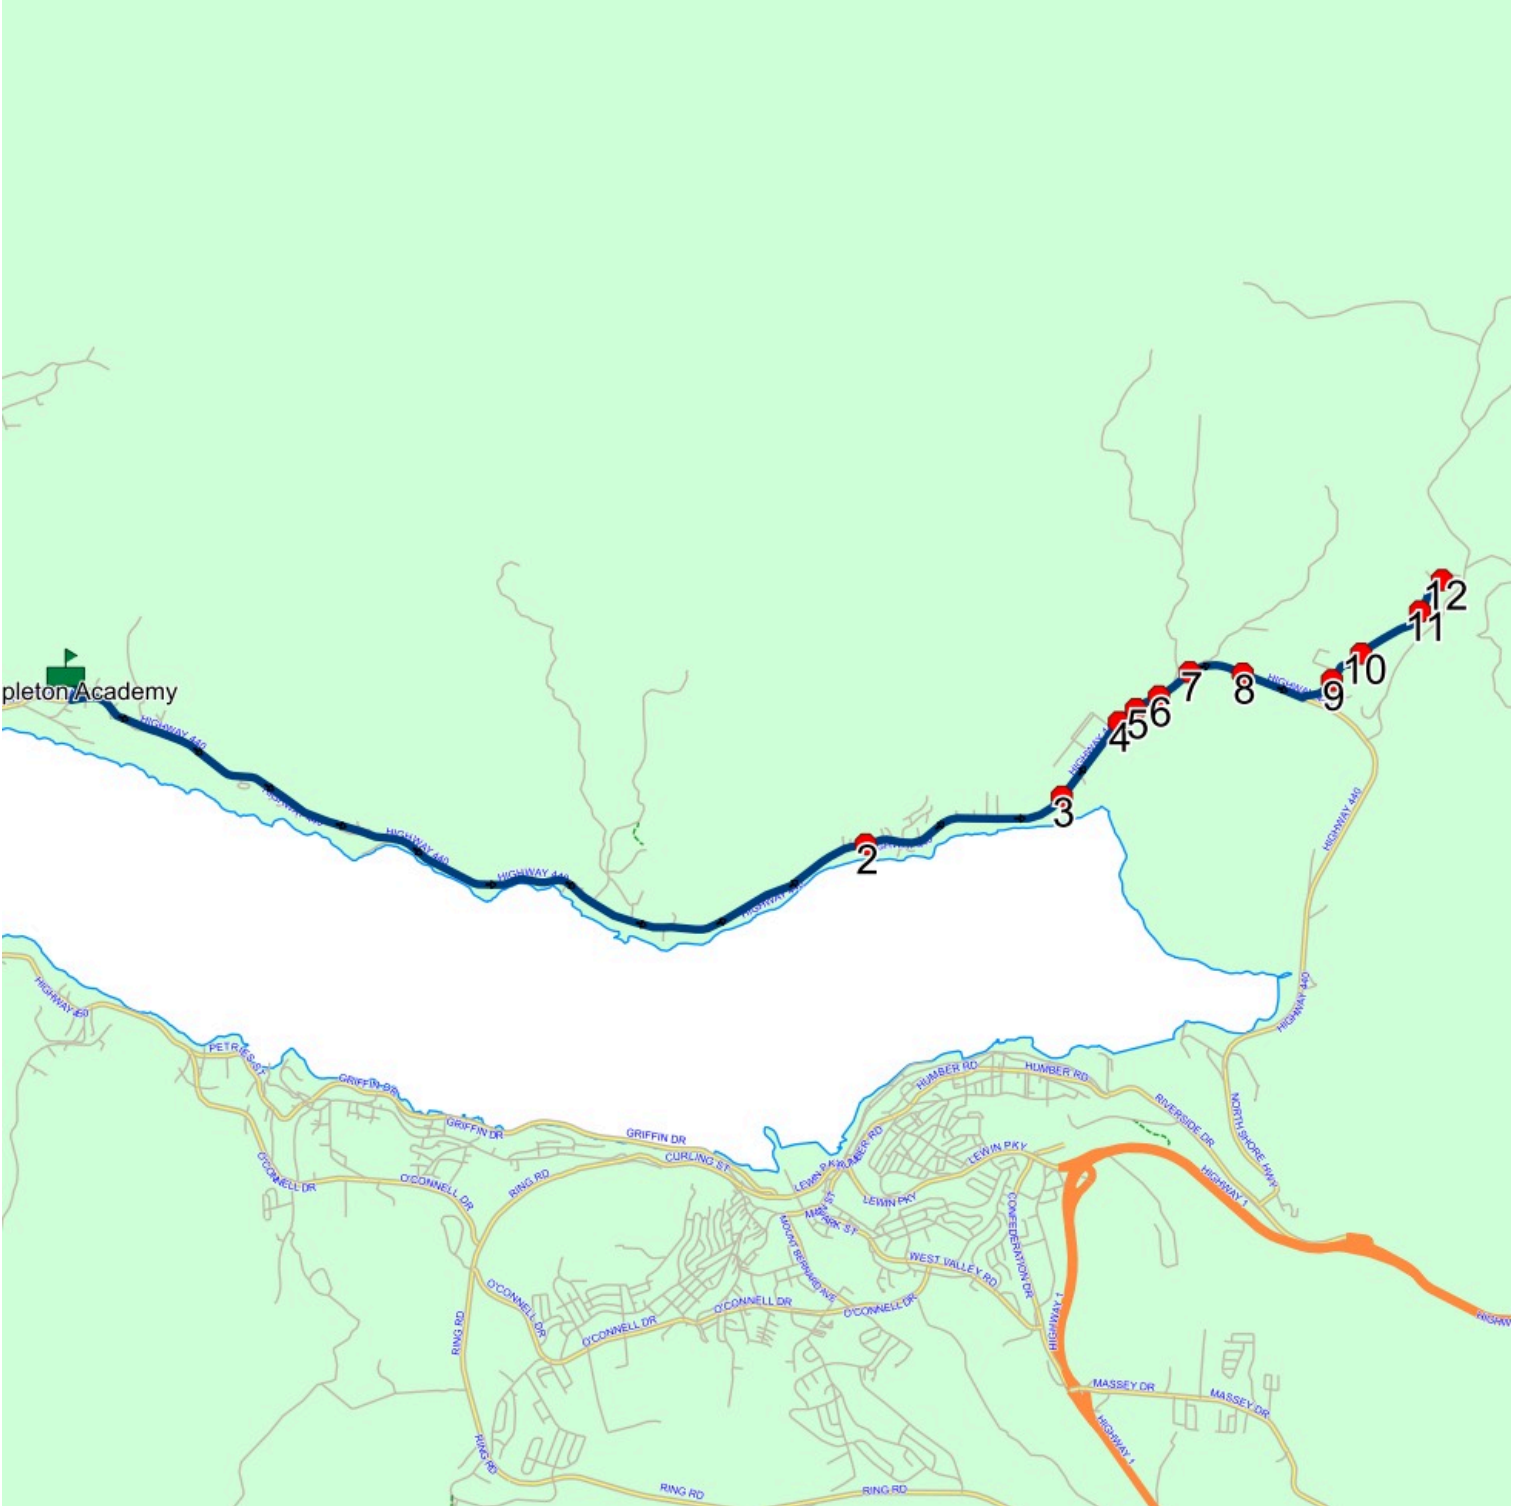 12
11
10
9
8
7
6
5
4
3
2
pleton Academy
HIGHWAY 440
HIGHWAY 440
HIGHWAY 440
HIGHWAY 440
HIGHWAY 440
HIGHWAY 460
PETRIES ST
GRIFFIN DR
GRIFFIN DR
GRIFFIN DR
CURLING ST
HUMBER RD
HUMBER RD
HUMBER RD
RIVERSIDE DR
NORTH SHORE HWY
HIGHWAY 1
LEWIN PKY
LEWIN PKY
LEWIN PKY
MAIN ST
PARK ST
MOUNT BERNARD AVE
CONFEDERATION DR
WEST VALLEY RD
O'CONNELL DR
O'CONNELL DR
RING RD
O'CONNELL DR
O'CONNELL DR
O'CONNELL DR
O'CONNELL DR
RING RD
HIGHWAY 1
HIGHW
MASSEY DR
MASSEY DR
HIGHWAY 1
RING RD
RING RD
RING RD